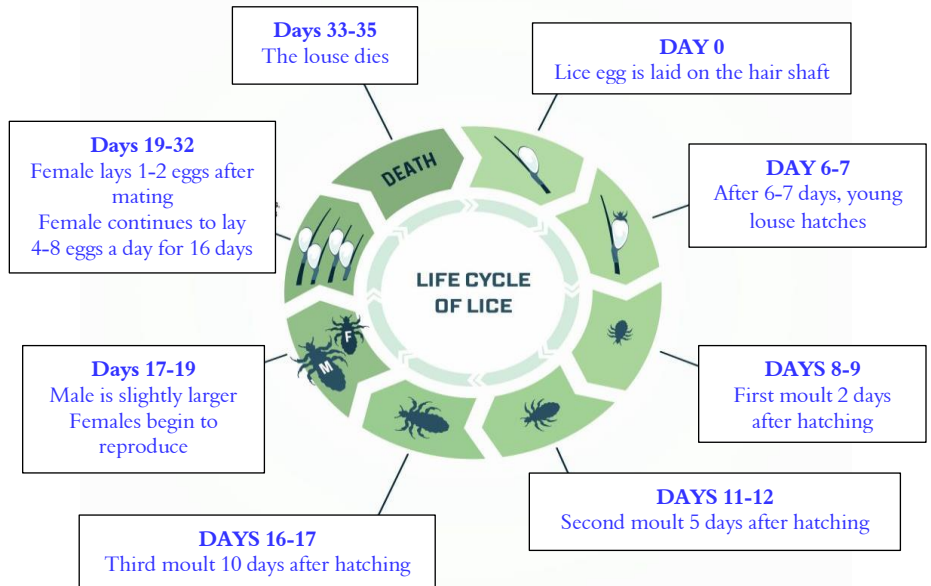 DAY 0
Lice egg is laid on the hair shaft
DAY 6-7
After 6-7 days, young
louse hatches
DAYS 8-9
First moult 2 days
after hatching
DAYS 11-12
Second moult 5 days after hatching
DAYS 16-17
Third moult 10 days after hatching
Days 17-19
Male is slightly larger
Females begin to
reproduce
Days 19-32
Female lays 1-2 eggs after
mating
Female continues to lay
4-8 eggs a day for 16 days
Days 33-35
The louse dies
DEATH
F
M
LIFE CYCLE
OF LICE